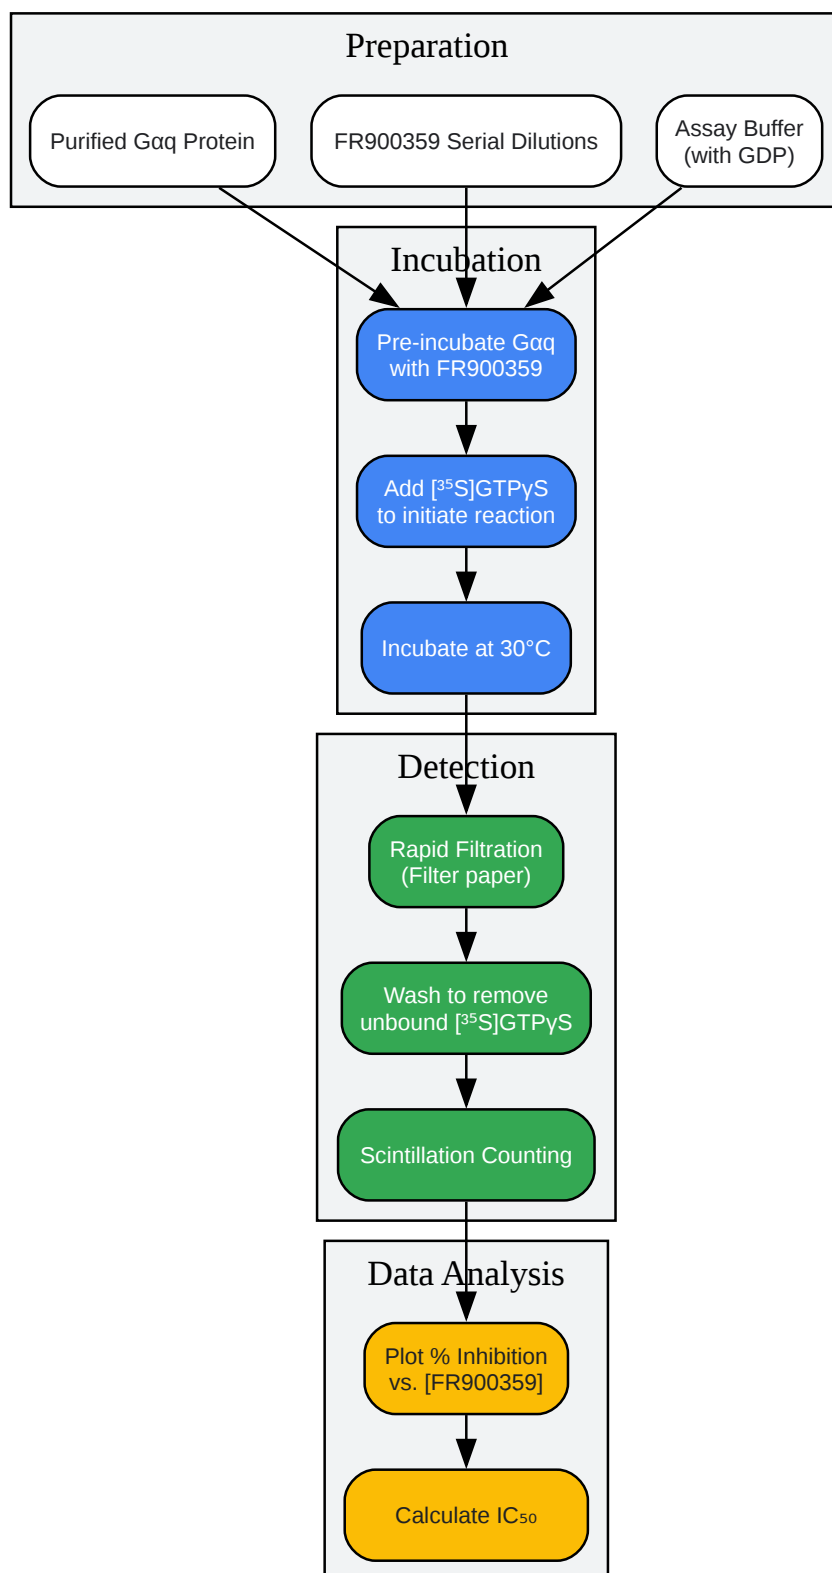 Preparation
Purified Gαq Protein
FR900359 Serial Dilutions
Assay Buffer
(with GDP)
Incubation
Pre-incubate Gαq
with FR900359
Add [³⁵S]GTPγS
to initiate reaction
Incubate at 30°C
Detection
Rapid Filtration
(Filter paper)
Wash to remove
unbound [³⁵S]GTPγS
Scintillation Counting
Data Analysis
Plot % Inhibition
vs. [FR900359]
Calculate IC₅₀